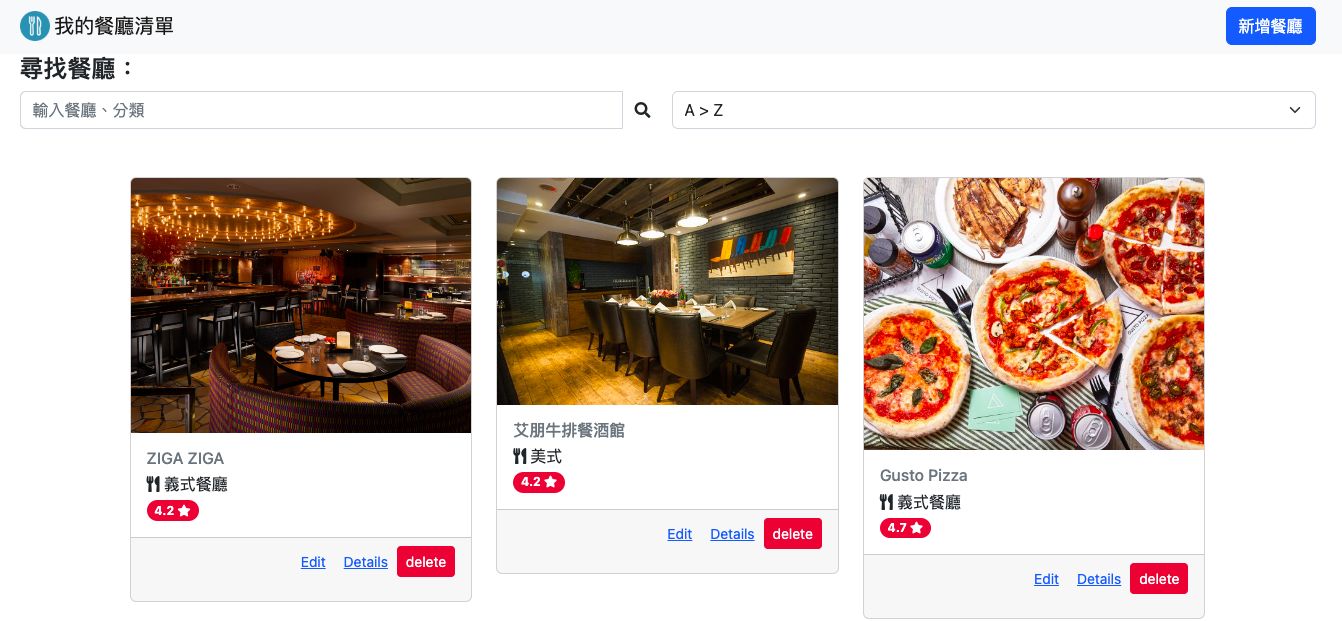 我的餐廳清單
新增餐廳
尋找餐廳：
輸入餐廳、分類
A > Z
ZIGA ZIGA
義式餐廳
4.2
Edit Details delete
艾朋牛排餐酒館
美式
4.2
Edit Details delete
Gusto Pizza
義式餐廳
4.7
Edit Details delete